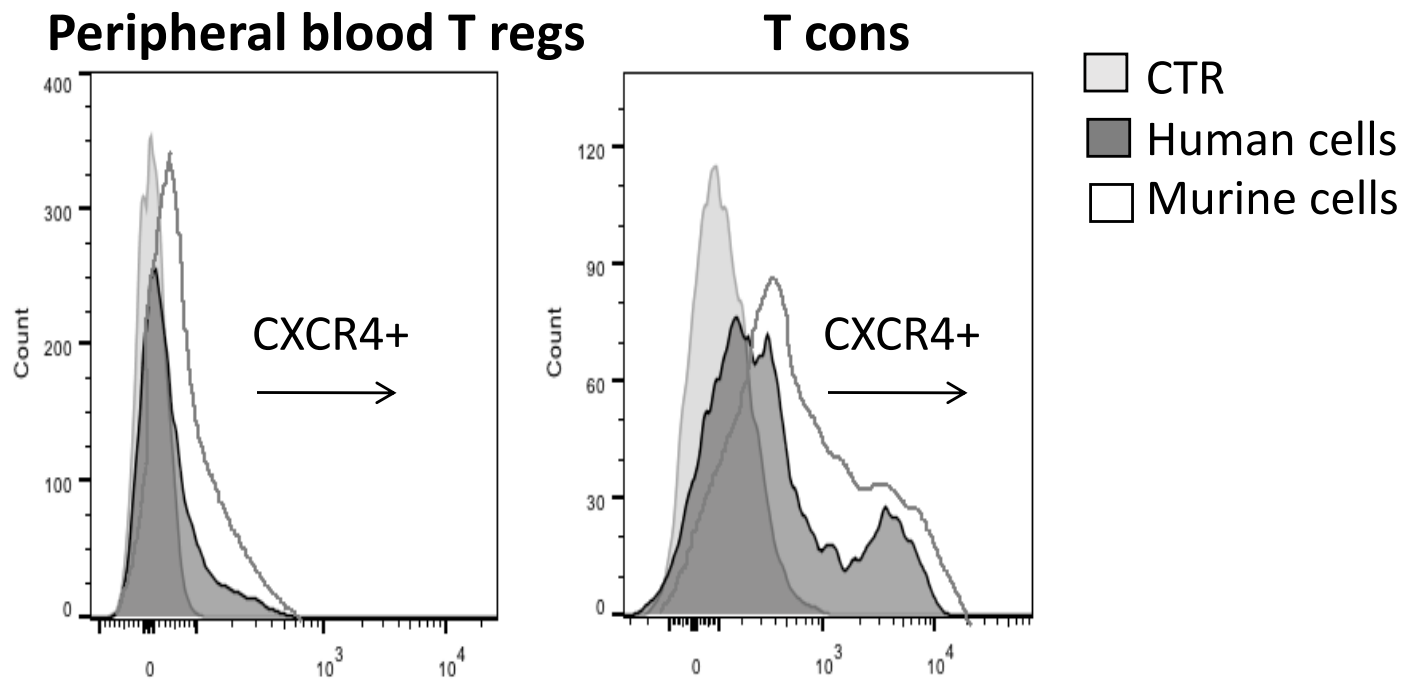 Peripheral blood T regs
T cons
CTR
Human cells
Murine cells
400
300
200
100
0
Count
CXCR4+
0
10³
10⁴
120
90
60
30
0
Count
CXCR4+
0
10³
10⁴